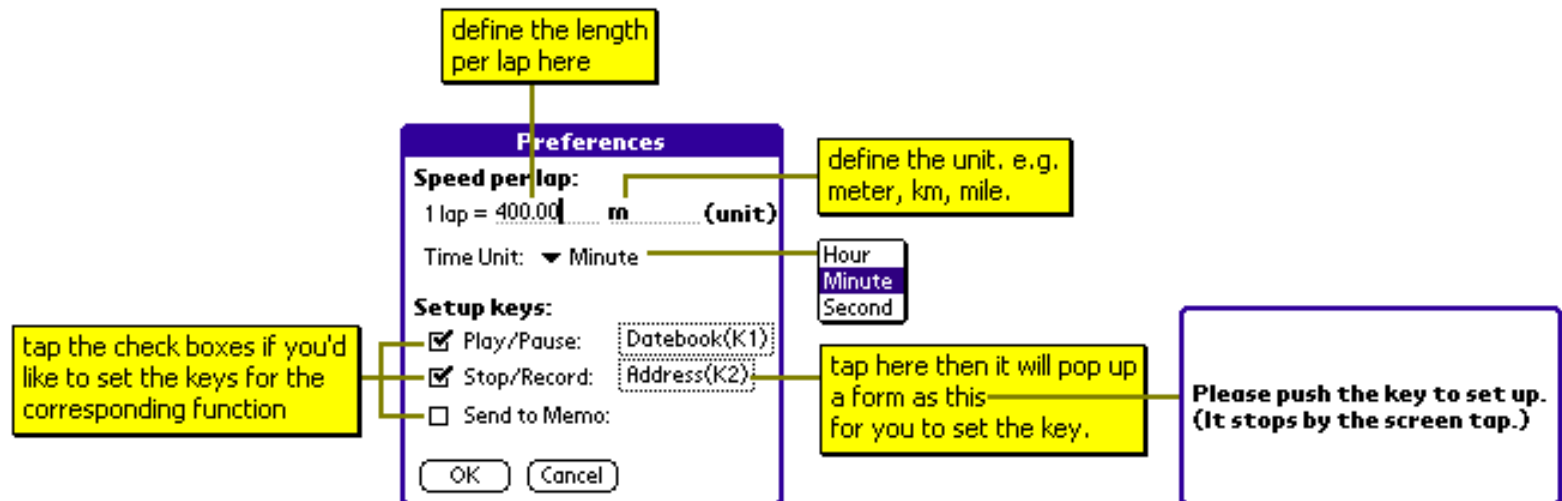 define the length
per lap here
Preferences
Speed per lap:
1 lap = 400.00 m (unit)
define the unit. e.g.
meter, km, mile.
Time Unit: Minute
Hour
Minute
Second
Setup keys:
Play/Pause: Datebook(K1)
Stop/Record: Address(K2)
Send to Memo:
tap the check boxes if you'd
like to set the keys for the
corresponding function
tap here then it will pop up
a form as this
for you to set the key.
Please push the key to set up.
(It stops by the screen tap.)
OK Cancel